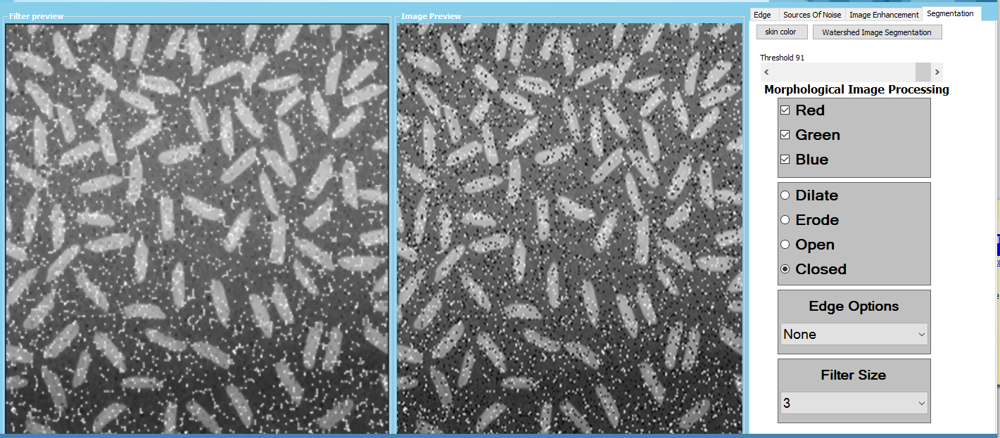 Filter preview
Image Preview
Edge
Sources Of Noise
Image Enhancement
Segmentation
skin color
Watershed Image Segmentation
Threshold 91
Morphological Image Processing
Red
Green
Blue
Dilate
Erode
Open
Closed
Edge Options
None
Filter Size
3